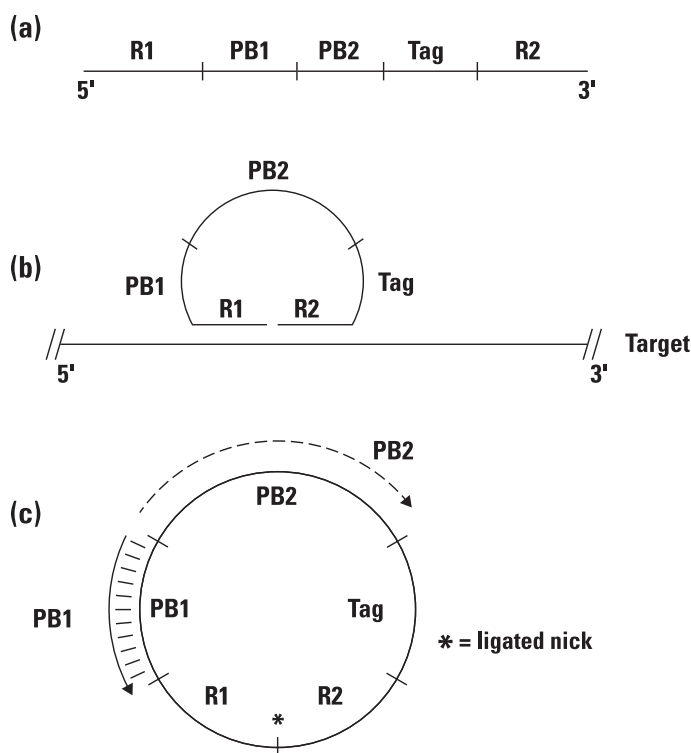 (a)
R1 PB1 PB2 Tag R2
5' 3'
PB2
(b)
PB1 Tag
R1 R2
Target
5' 3'
PB2
(c)
PB2
PB1 PB1 Tag
* = ligated nick
R1 R2
*